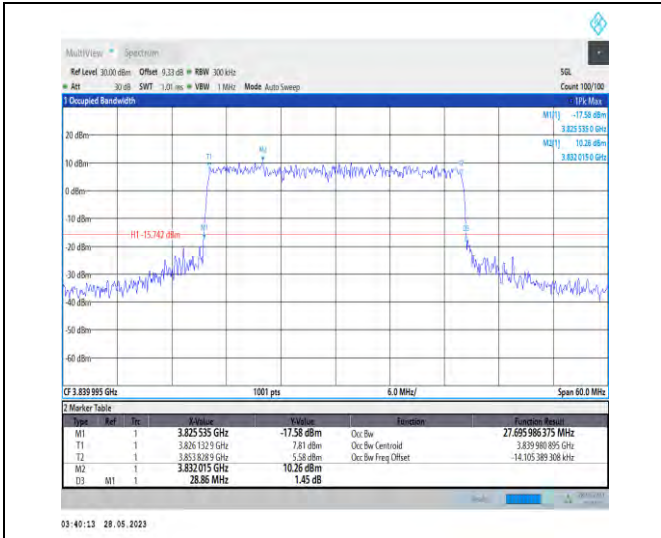 MultiView Spectrum
Ref Level 30.00 dBm Offset 9.33 dB RBW 300 kHz SGL
Att 30 dB SWT 1.01 ms VBW 1 MHz Mode Auto Sweep Count 100/100
1 Occupied Bandwidth 1Pk Max
M1[1] -17.58 dBm
3.825 535 0 GHz
M2[1] 10.26 dBm
3.832 015 0 GHz
20 dBm
10 dBm
0 dBm
-10 dBm
-20 dBm
-30 dBm
-40 dBm
-50 dBm
-60 dBm
T1
M2
M1
H1 -15.742 dBm
CF 3.839 995 GHz 1001 pts 6.0 MHz/ Span 60.0 MHz
2 Marker Table
Type Ref Trc X-Value Y-Value Function Function Result
M1 1 3.825 535 GHz -17.58 dBm Occ Bw 27.695 986 375 MHz
T1 1 3.826 132 9 GHz 7.81 dBm Occ Bw Centroid 3.839 980 895 GHz
T2 1 3.853 828 9 GHz 5.58 dBm Occ Bw Freq Offset -14.105 389 308 kHz
M2 1 3.832 015 GHz 10.26 dBm
D3 M1 1 28.86 MHz 1.45 dB
03:40:13 28.05.2023